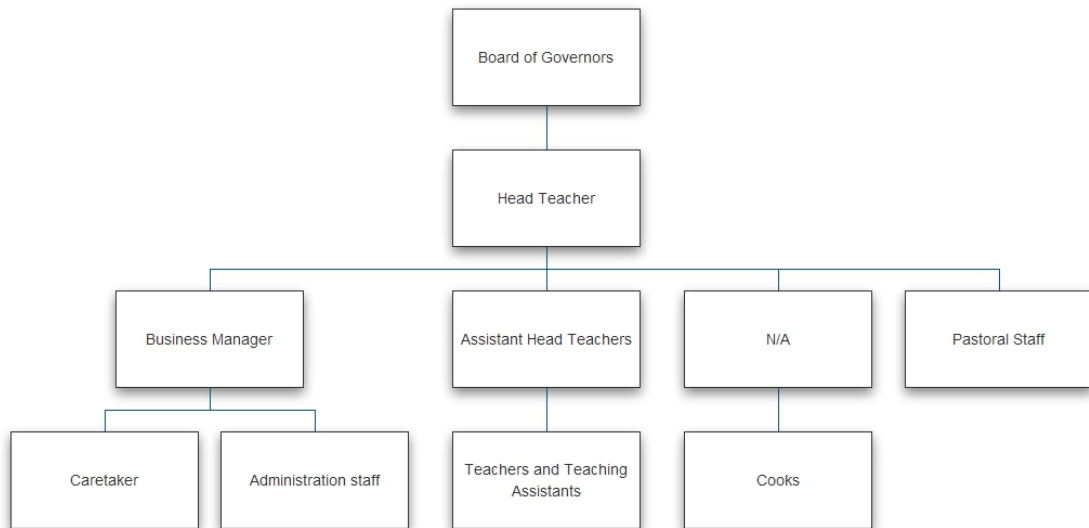 Board of Governors
Head Teacher
Business Manager
Assistant Head Teachers
N/A
Pastoral Staff
Caretaker
Administration staff
Teachers and Teaching
Assistants
Cooks